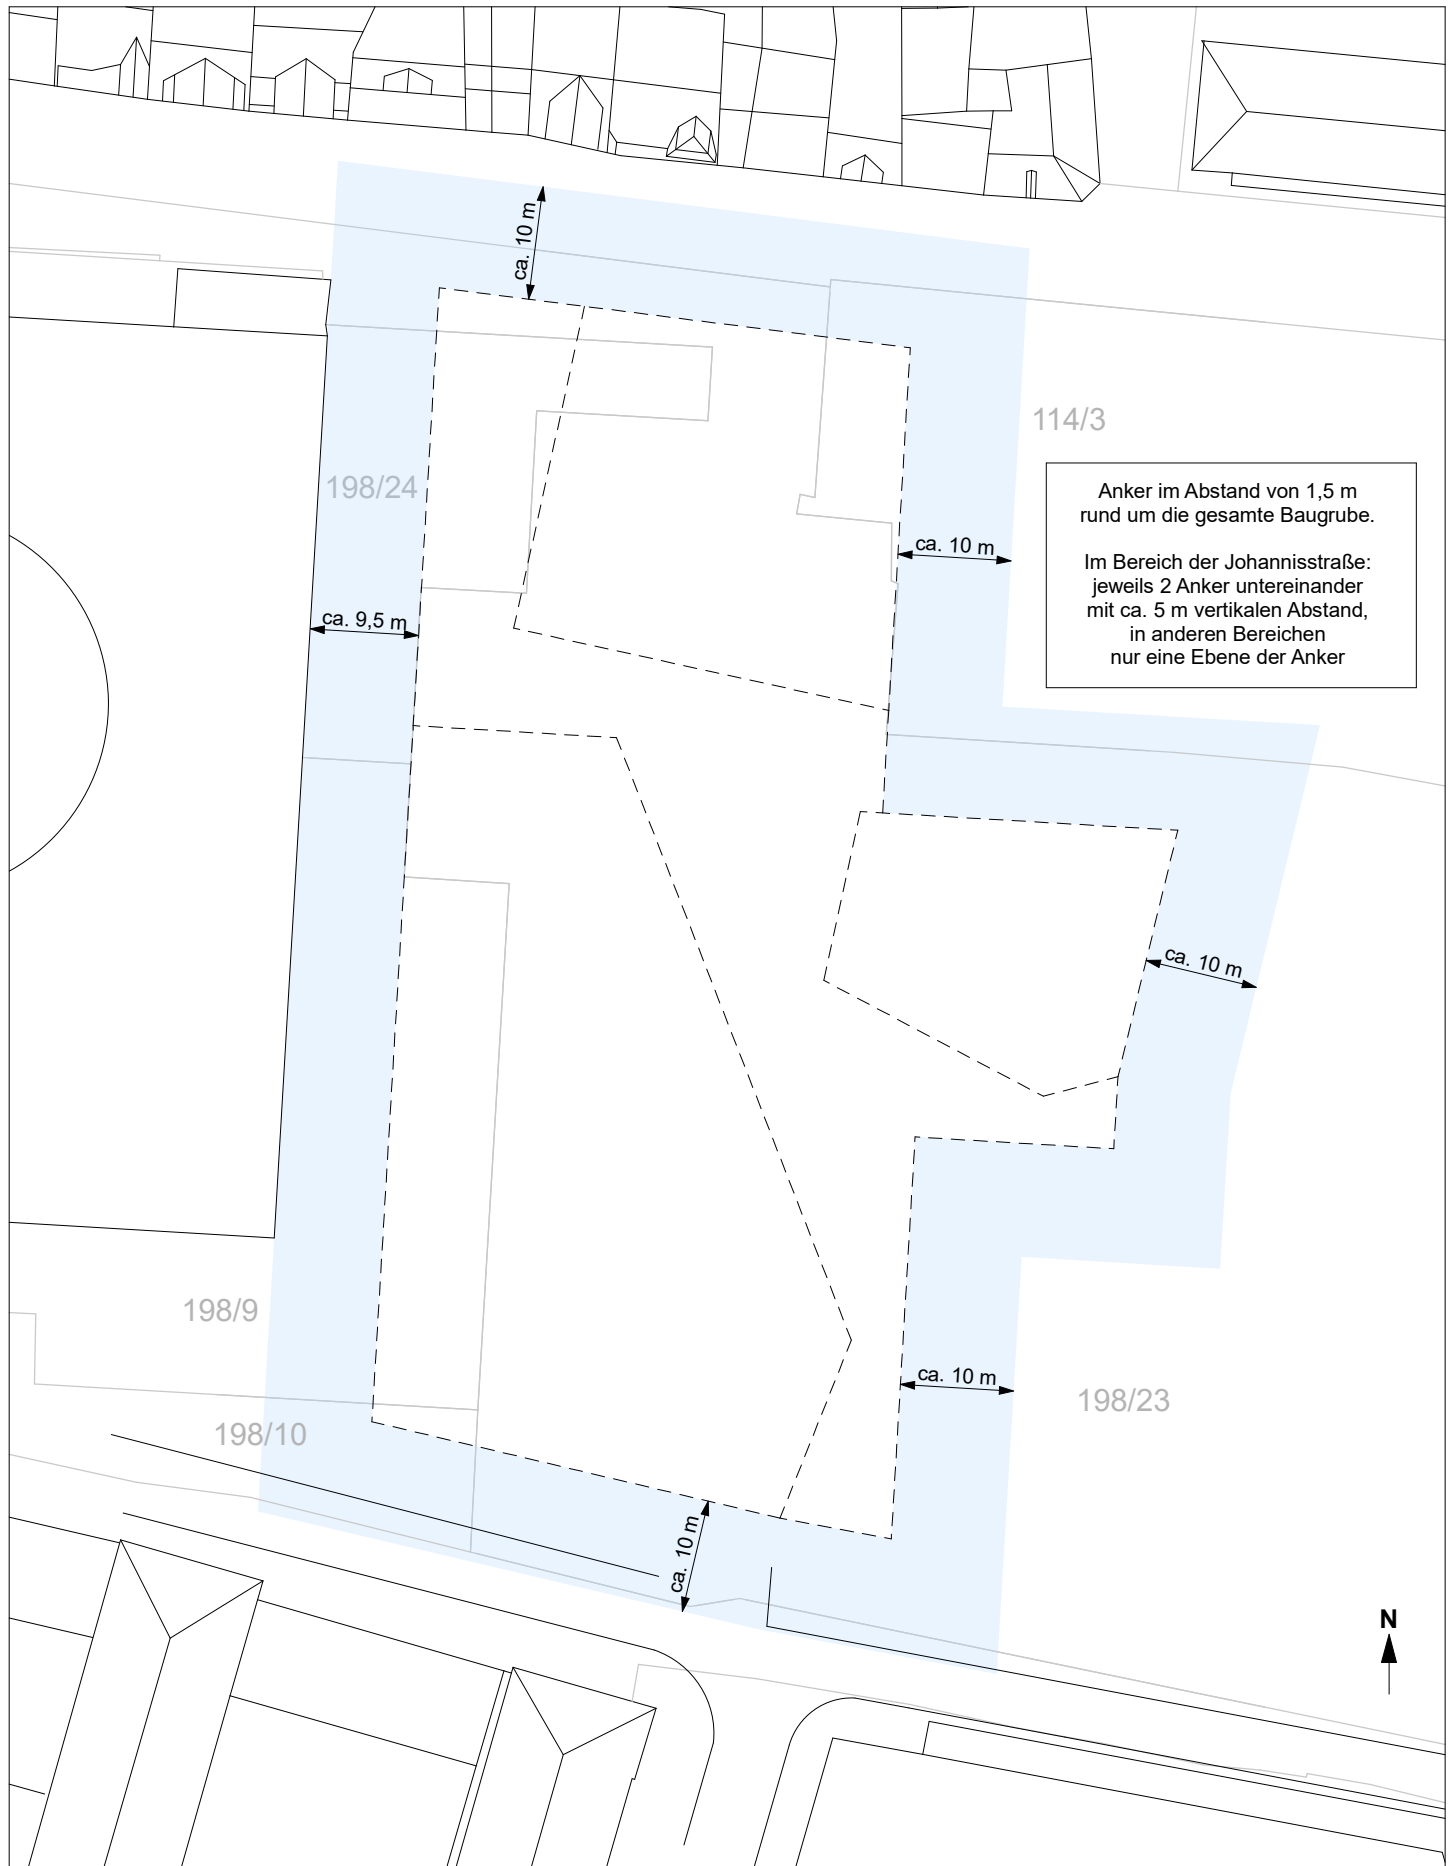 ca. 10 m
114/3
198/24
Anker im Abstand von 1,5 m
rund um die gesamte Baugrube.
Im Bereich der Johannisstraße:
jeweils 2 Anker untereinander
mit ca. 5 m vertikalen Abstand,
in anderen Bereichen
nur eine Ebene der Anker
ca. 10 m
ca. 9,5 m
ca. 10 m
198/9
ca. 10 m
198/23
198/10
ca. 10 m
N